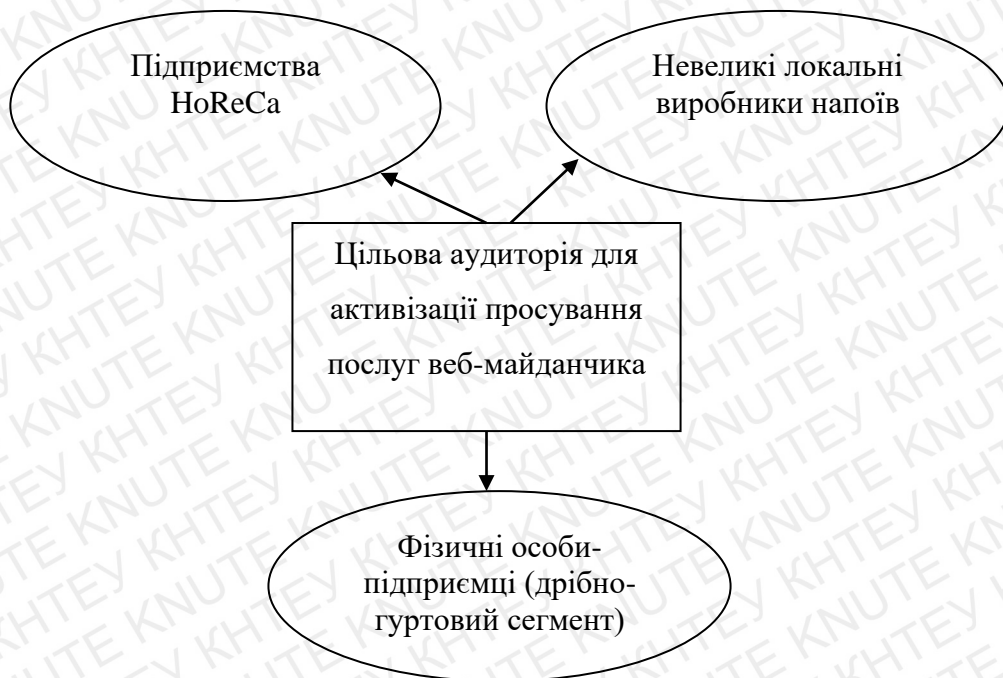 Підприємства
HoReCa
Невеликі локальні
виробники напоїв
Цільова аудиторія для
активізації просування
послуг веб-майданчика
Фізичні особи-
підприємці (дрібно-
гуртовий сегмент)